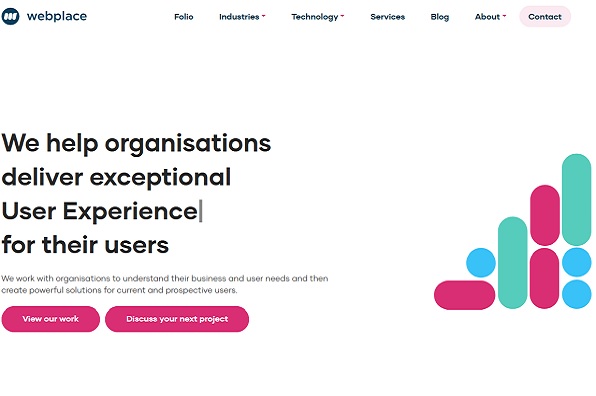 webplace
Folio Industries Technology Services Blog About Contact
We help organisations
deliver exceptional
User Experience
for their users
We work with organisations to understand their business and user needs and then
create powerful solutions for current and prospective users.
View our work Discuss your next project